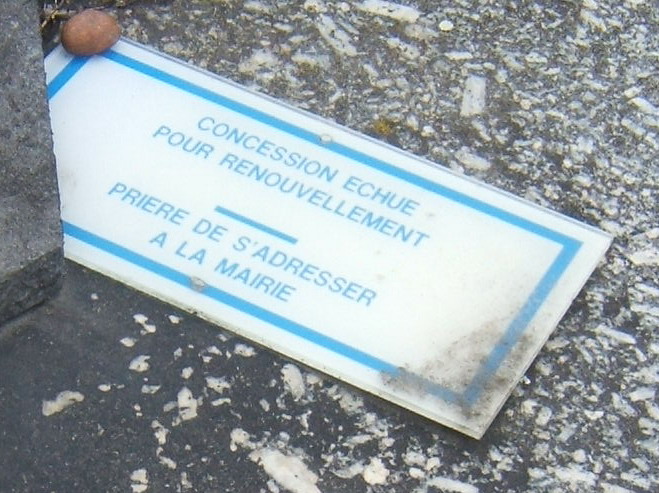 CONCESSION ECHUE
POUR RENOUVELLEMENT
PRIERE DE S'ADRESSER
A LA MAIRIE